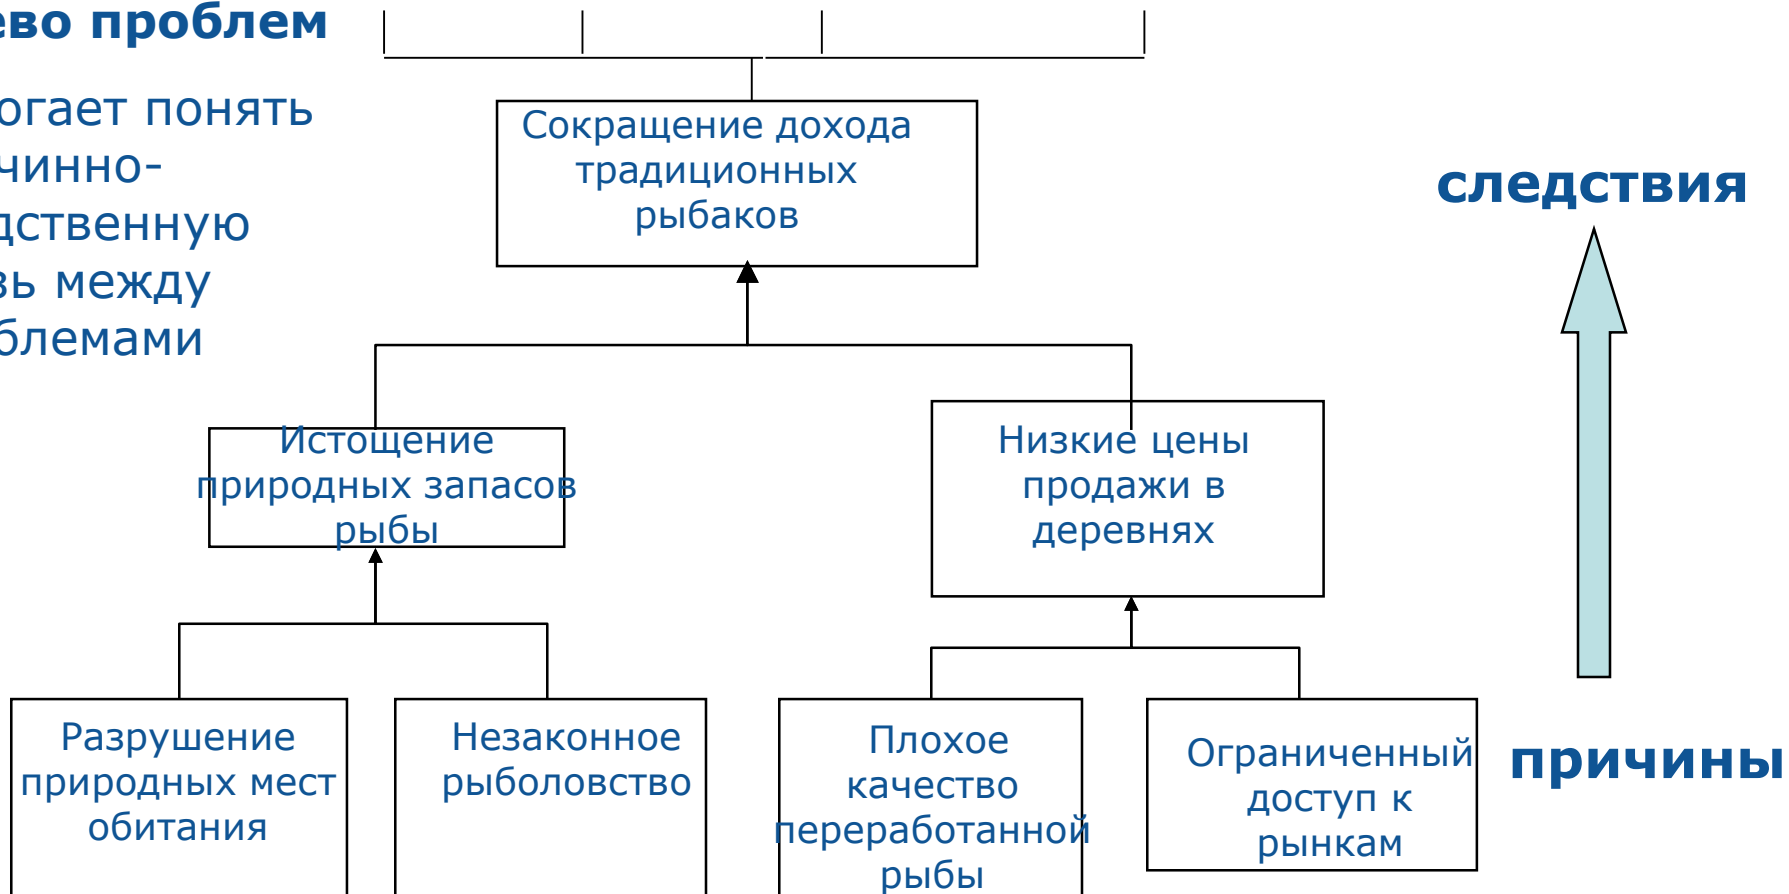 ево проблем
огает понять
чинно-
дственную
зь между
блемами
Сокращение дохода
традиционных
рыбаков
следствия
Истощение
природных запасов
рыбы
Низкие цены
продажи в
деревнях
Разрушение
природных мест
обитания
Незаконное
рыболовство
Плохое
качество
переработанной
рыбы
Ограниченный
доступ к
рынкам
причины